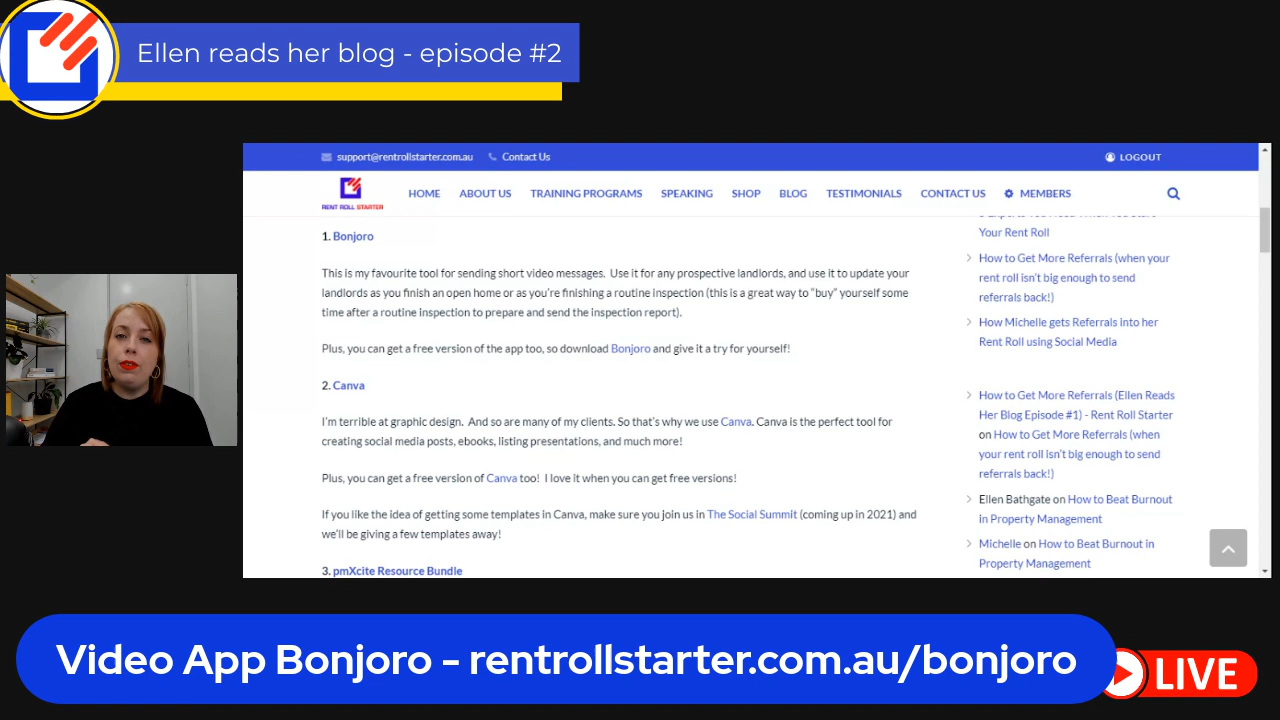 Ellen reads her blog - episode #2
support@rentrollstarter.com.au Contact Us LOGOUT
RENT ROLL STARTER
HOME ABOUT US TRAINING PROGRAMS SPEAKING SHOP BLOG TESTIMONIALS CONTACT US MEMBERS
1. Bonjoro
This is my favourite tool for sending short video messages. Use it for any prospective landlords, and use it to update your
landlords as you finish an open home or as you're finishing a routine inspection (this is a great way to "buy" yourself some
time after a routine inspection to prepare and send the inspection report).
Plus, you can get a free version of the app too, so download Bonjoro and give it a try for yourself!
2. Canva
I'm terrible at graphic design. And so are many of my clients. So that's why we use Canva. Canva is the perfect tool for
creating social media posts, ebooks, listing presentations, and much more!
Plus, you can get a free version of Canva too! I love it when you can get free versions!
If you like the idea of getting some templates in Canva, make sure you join us in The Social Summit (coming up in 2021) and
we'll be giving a few templates away!
3. pmXcite Resource Bundle
Your Rent Roll
How to Get More Referrals (when your
rent roll isn't big enough to send
referrals back!)
How Michelle gets Referrals into her
Rent Roll using Social Media
How to Get More Referrals (Ellen Reads
Her Blog Episode #1) - Rent Roll Starter
on How to Get More Referrals (when
your rent roll isn't big enough to send
referrals back!)
Ellen Bathgate on How to Beat Burnout
in Property Management
Michelle on How to Beat Burnout in
Property Management
Video App Bonjoro - rentrollstarter.com.au/bonjoro
LIVE